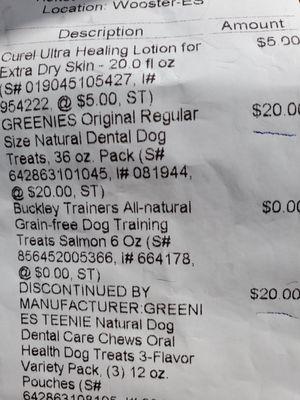 Location: Wooster-ES
Description Amount
Curel Ultra Healing Lotion for $5.00
Extra Dry Skin - 20.0 fl oz
(S# 019045105427, I#
954222, @ $5.00, ST)
GREENIES Original Regular $20.00
Size Natural Dental Dog
Treats, 36 oz. Pack (S#
642863101045, I# 081944,
@ $20.00, ST)
Buckley Trainers All-natural $0.00
Grain-free Dog Training
Treats Salmon 6 Oz (S#
856452005366, I# 664178,
@ $0.00, ST)
DISCONTINUED BY $20.00
MANUFACTURER:GREENI
ES TEENIE Natural Dog
Dental Care Chews Oral
Health Dog Treats 3-Flavor
Variety Pack, (3) 12 oz.
Pouches (S#